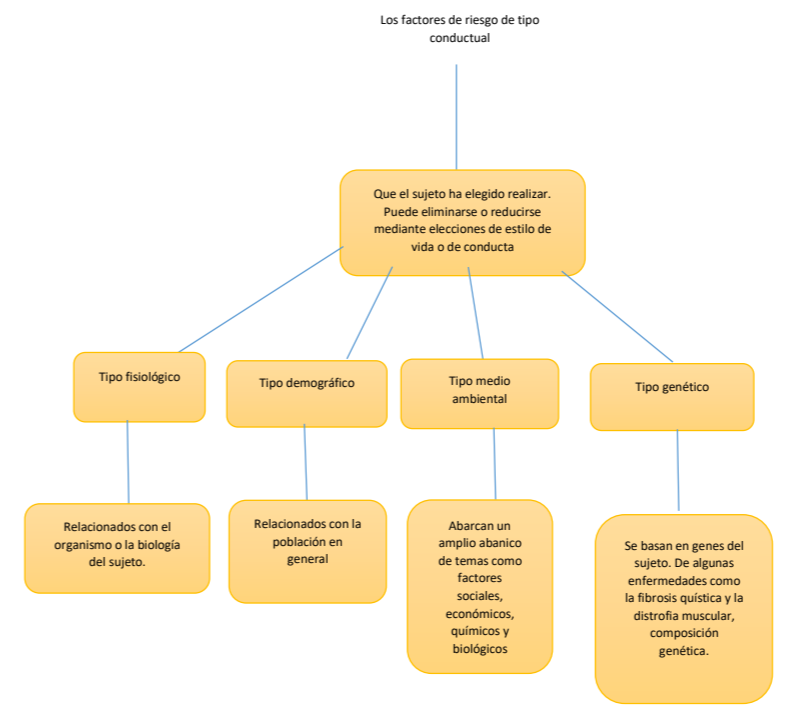 Los factores de riesgo de tipo
conductual
Que el sujeto ha elegido realizar.
Puede eliminarse o reducirse
mediante elecciones de estilo de
vida o de conducta
Tipo fisiológico
Tipo demográfico
Tipo medio
ambiental
Tipo genético
Relacionados con el
organismo o la biología
del sujeto.
Relacionados con la
población en
general
Abarcan un
amplio abanico
de temas como
factores
sociales,
económicos,
químicos y
biológicos
Se basan en genes del
sujeto. De algunas
enfermedades como
la fibrosis quística y la
distrofia muscular,
composición
genética.